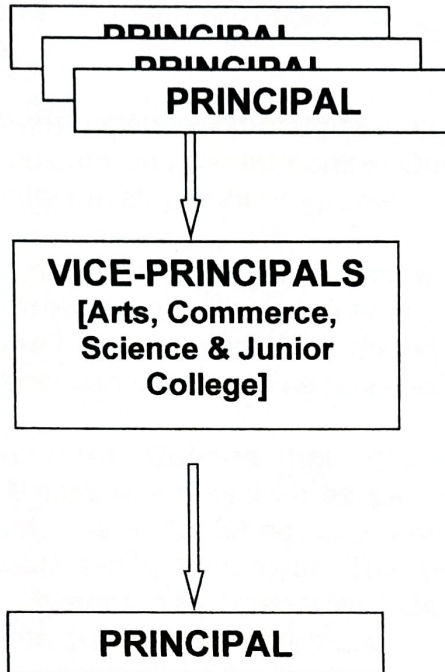 PRINCIPAL
PRINCIPAL
PRINCIPAL
VICE-PRINCIPALS
[Arts, Commerce,
Science & Junior
College]
PRINCIPAL